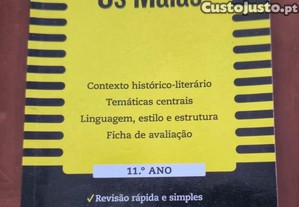 Os Maias
CustoJusto.pt
Contexto histórico-literário
Temáticas centrais
Linguagem, estilo e estrutura
Ficha de avaliação
11.º ANO
✓Revisão rápida e simples